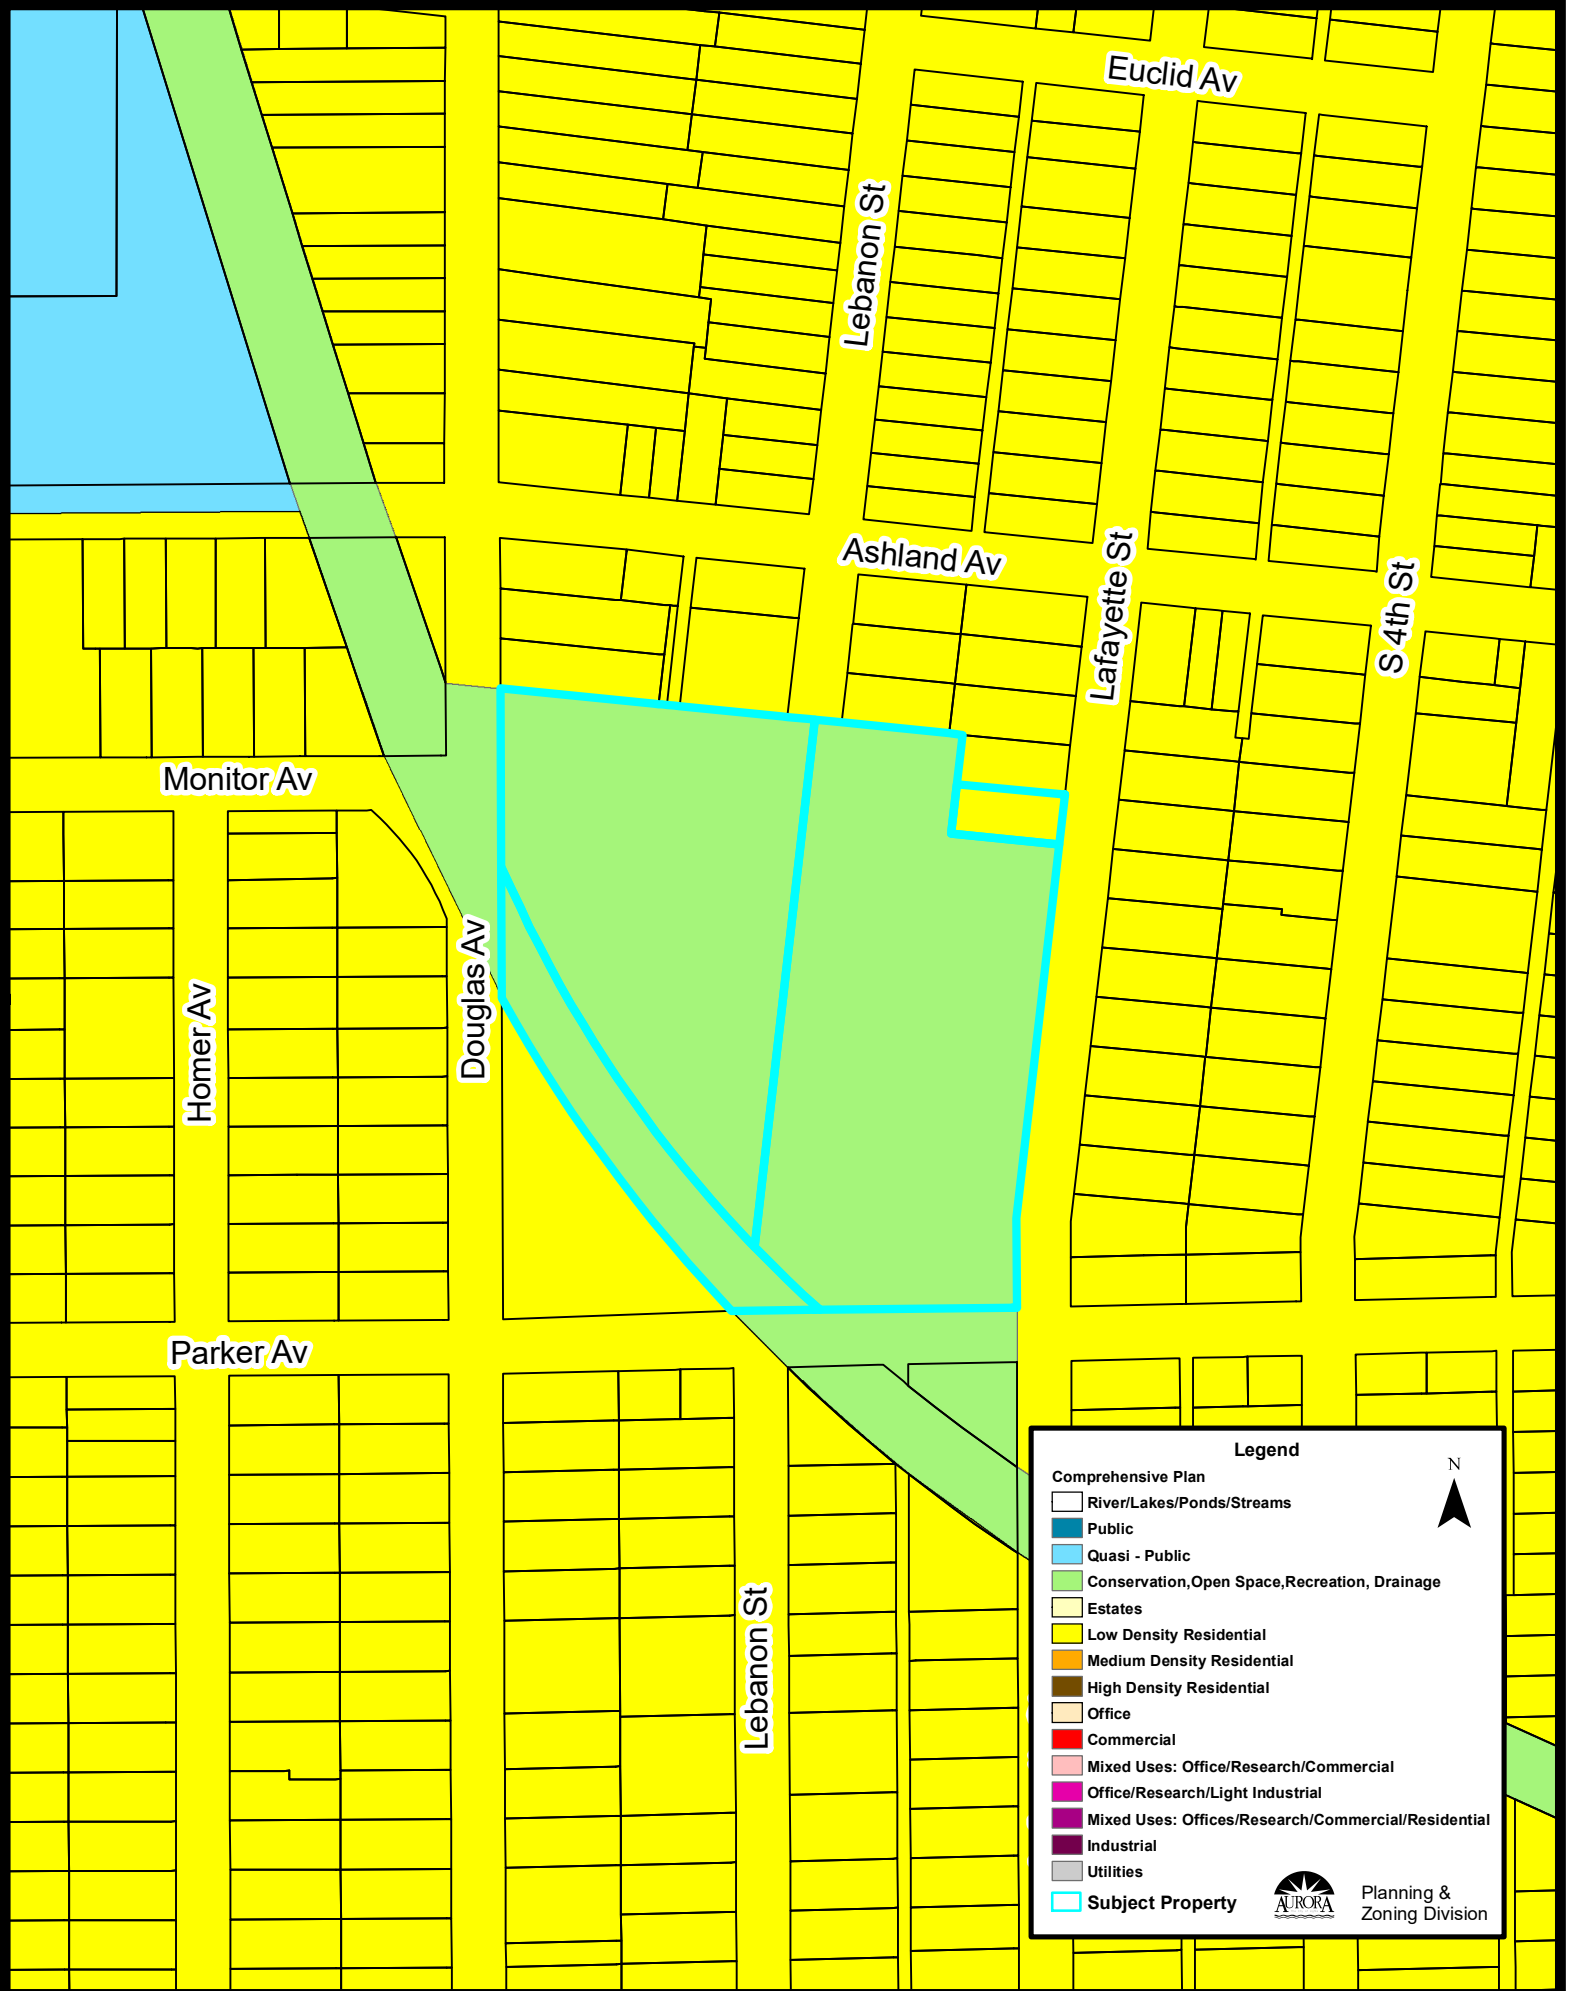 Euclid Av
Lebanon St
Ashland Av
Lafayette St
S 4th St
Monitor Av
Douglas Av
Homer Av
Parker Av
Lebanon St
Legend
N
Comprehensive Plan
River/Lakes/Ponds/Streams
Public
Quasi - Public
Conservation,Open Space,Recreation, Drainage
Estates
Low Density Residential
Medium Density Residential
High Density Residential
Office
Commercial
Mixed Uses: Office/Research/Commercial
Office/Research/Light Industrial
Mixed Uses: Offices/Research/Commercial/Residential
Industrial
Utilities
Subject Property
AURORA
Planning &
Zoning Division